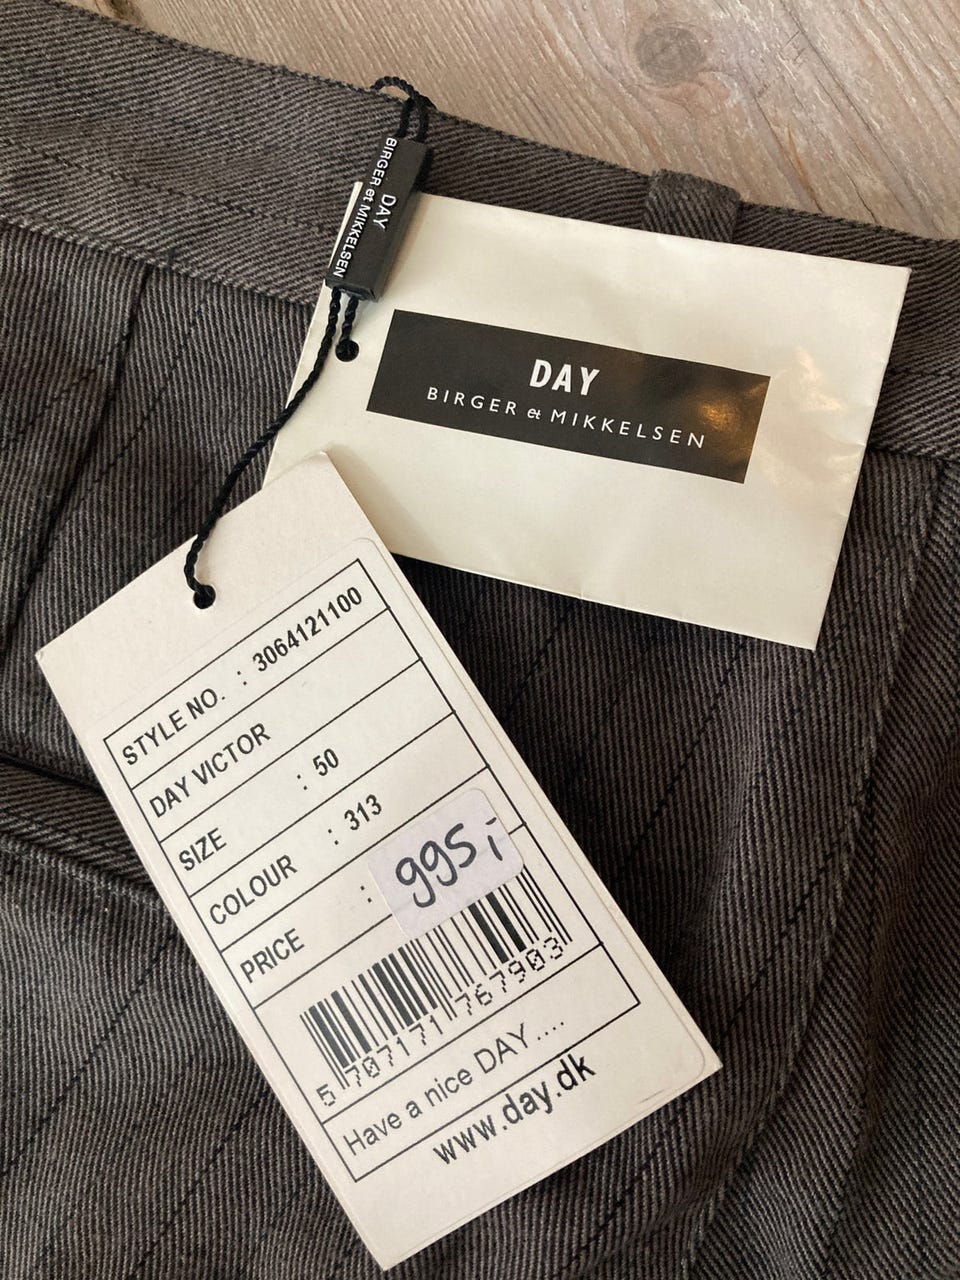 DAY
BIRGER et MIKKELSEN
DAY
BIRGER et MIKKELSEN
STYLE NO. : 3064121100
DAY VICTOR
SIZE : 50
COLOUR : 313
PRICE : 995,-
5 707171 767903
Have a nice DAY....
www.day.dk